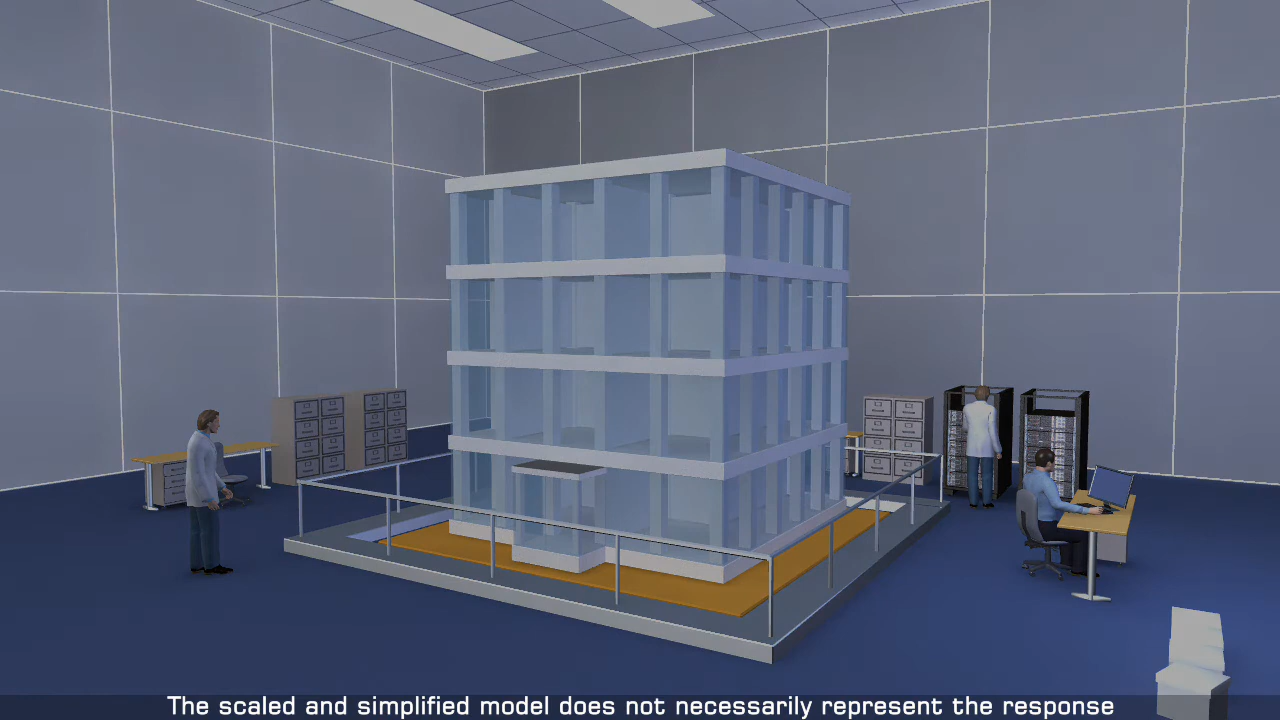 The scaled and simplified model does not necessarily represent the response